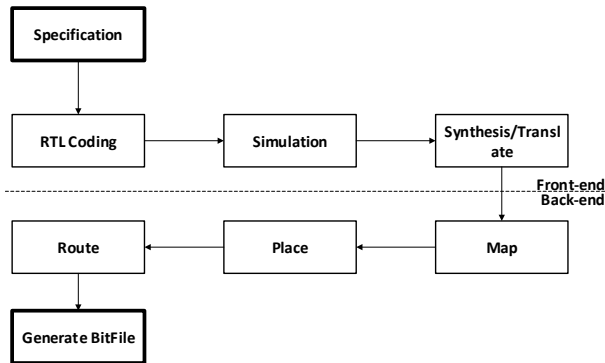 Specification
RTL Coding
Simulation
Synthesis/Transl
ate
Front-end
Back-end
Route
Place
Map
Generate BitFile